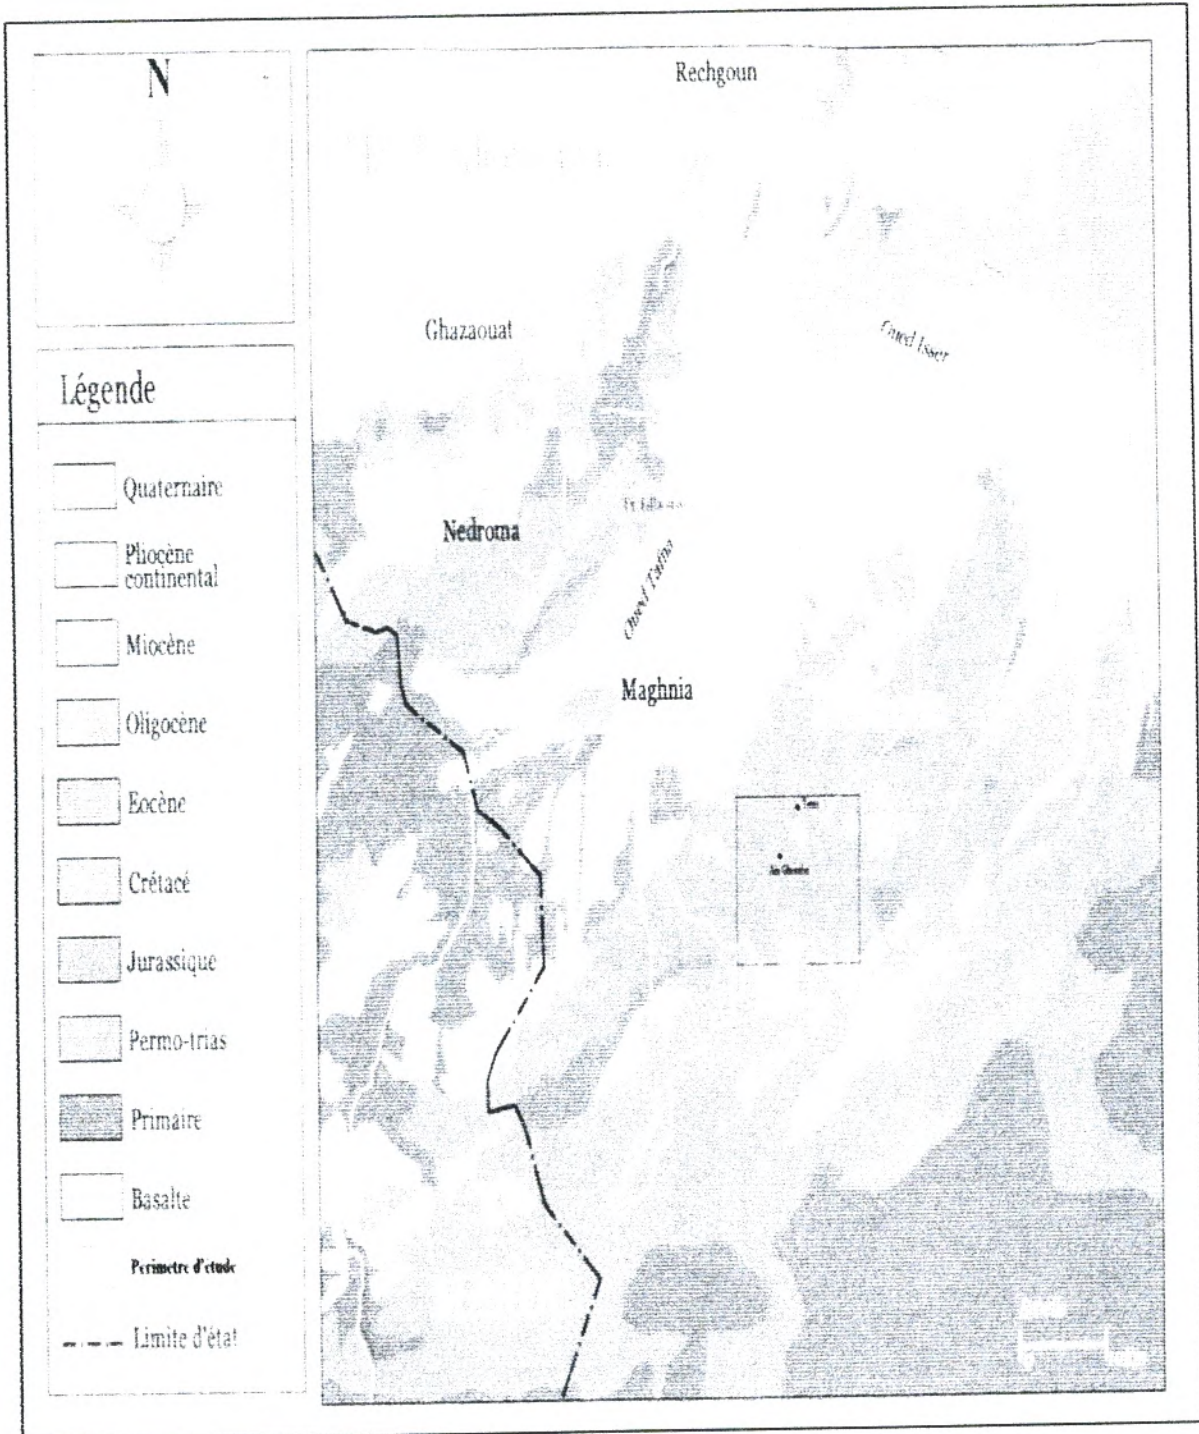 N
Rechgoun
Ghazaouat
Oued Isser
Légende
Quaternaire
Pliocène
continental
Miocène
Oligocène
Eocène
Crétacé
Jurassique
Permo-trias
Primaire
Basalte
Perimetre d'étude
Limite d'état
Nedroma
Oued Tafna
Maghnia